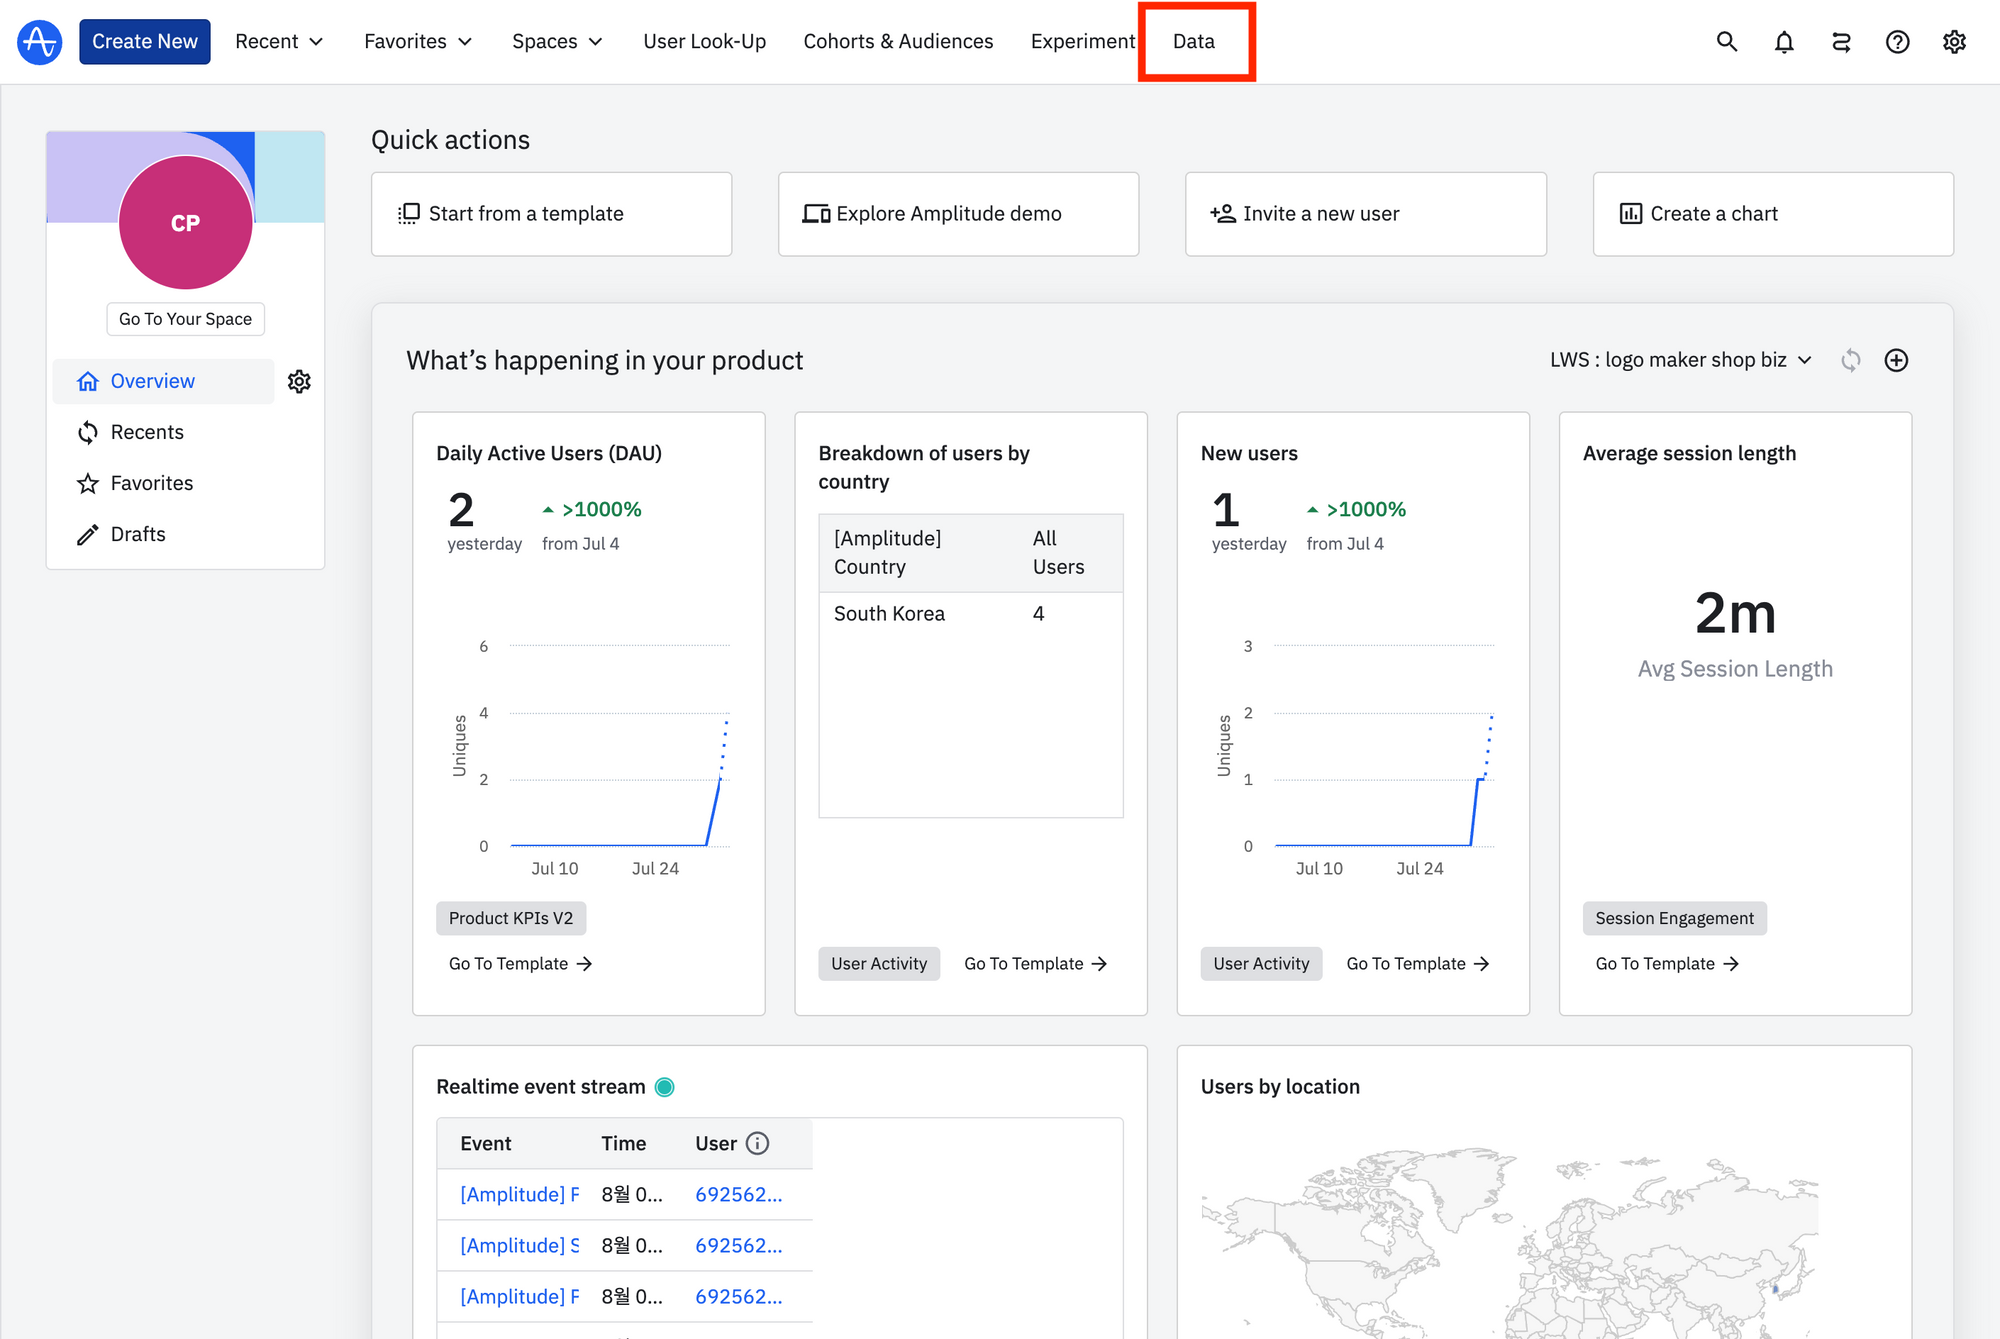 Create New Recent Favorites Spaces User Look-Up Cohorts & Audiences Experiment Data
CP
Go To Your Space
Overview
Recents
Favorites
Drafts
Quick actions
Start from a template
Explore Amplitude demo
Invite a new user
Create a chart
What's happening in your product
LWS : logo maker shop biz
Daily Active Users (DAU)
2 >1000%
yesterday from Jul 4
6
4
2
0
Uniques
Jul 10 Jul 24
Product KPIs V2
Go To Template
Breakdown of users by
country
[Amplitude] All
Country Users
South Korea 4
User Activity Go To Template
New users
1 >1000%
yesterday from Jul 4
3
2
1
0
Uniques
Jul 10 Jul 24
User Activity Go To Template
Average session length
2m
Avg Session Length
Session Engagement
Go To Template
Realtime event stream
Event Time User
[Amplitude] F 8월 0... 692562...
[Amplitude] S 8월 0... 692562...
[Amplitude] F 8월 0... 692562...
Users by location